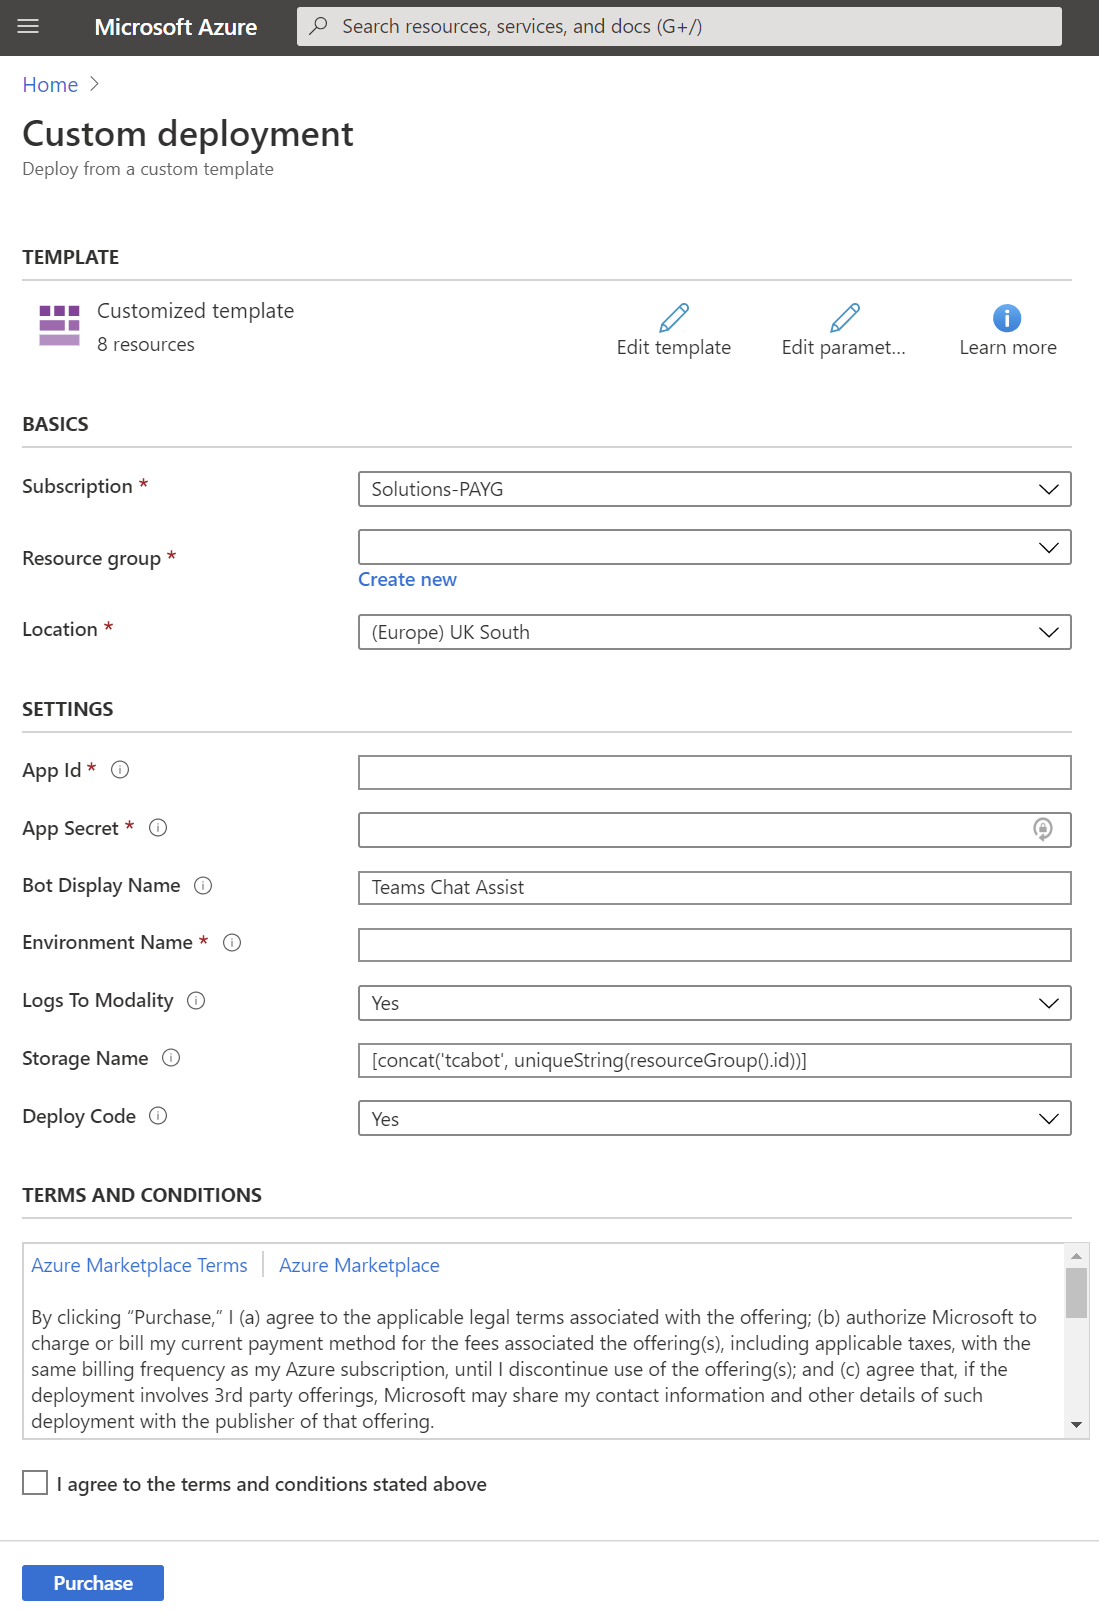 Microsoft Azure
Search resources, services, and docs (G+/)
Home
Custom deployment
Deploy from a custom template
TEMPLATE
Customized template
8 resources
Edit template
Edit paramet...
Learn more
BASICS
Subscription *
Solutions-PAYG
Resource group *
Create new
Location *
(Europe) UK South
SETTINGS
App Id *
App Secret *
Bot Display Name
Teams Chat Assist
Environment Name *
Logs To Modality
Yes
Storage Name
[concat('tcabot', uniqueString(resourceGroup().id))]
Deploy Code
Yes
TERMS AND CONDITIONS
Azure Marketplace Terms
Azure Marketplace
By clicking “Purchase,” I (a) agree to the applicable legal terms associated with the offering; (b) authorize Microsoft to
charge or bill my current payment method for the fees associated the offering(s), including applicable taxes, with the
same billing frequency as my Azure subscription, until I discontinue use of the offering(s); and (c) agree that, if the
deployment involves 3rd party offerings, Microsoft may share my contact information and other details of such
deployment with the publisher of that offering.
I agree to the terms and conditions stated above
Purchase